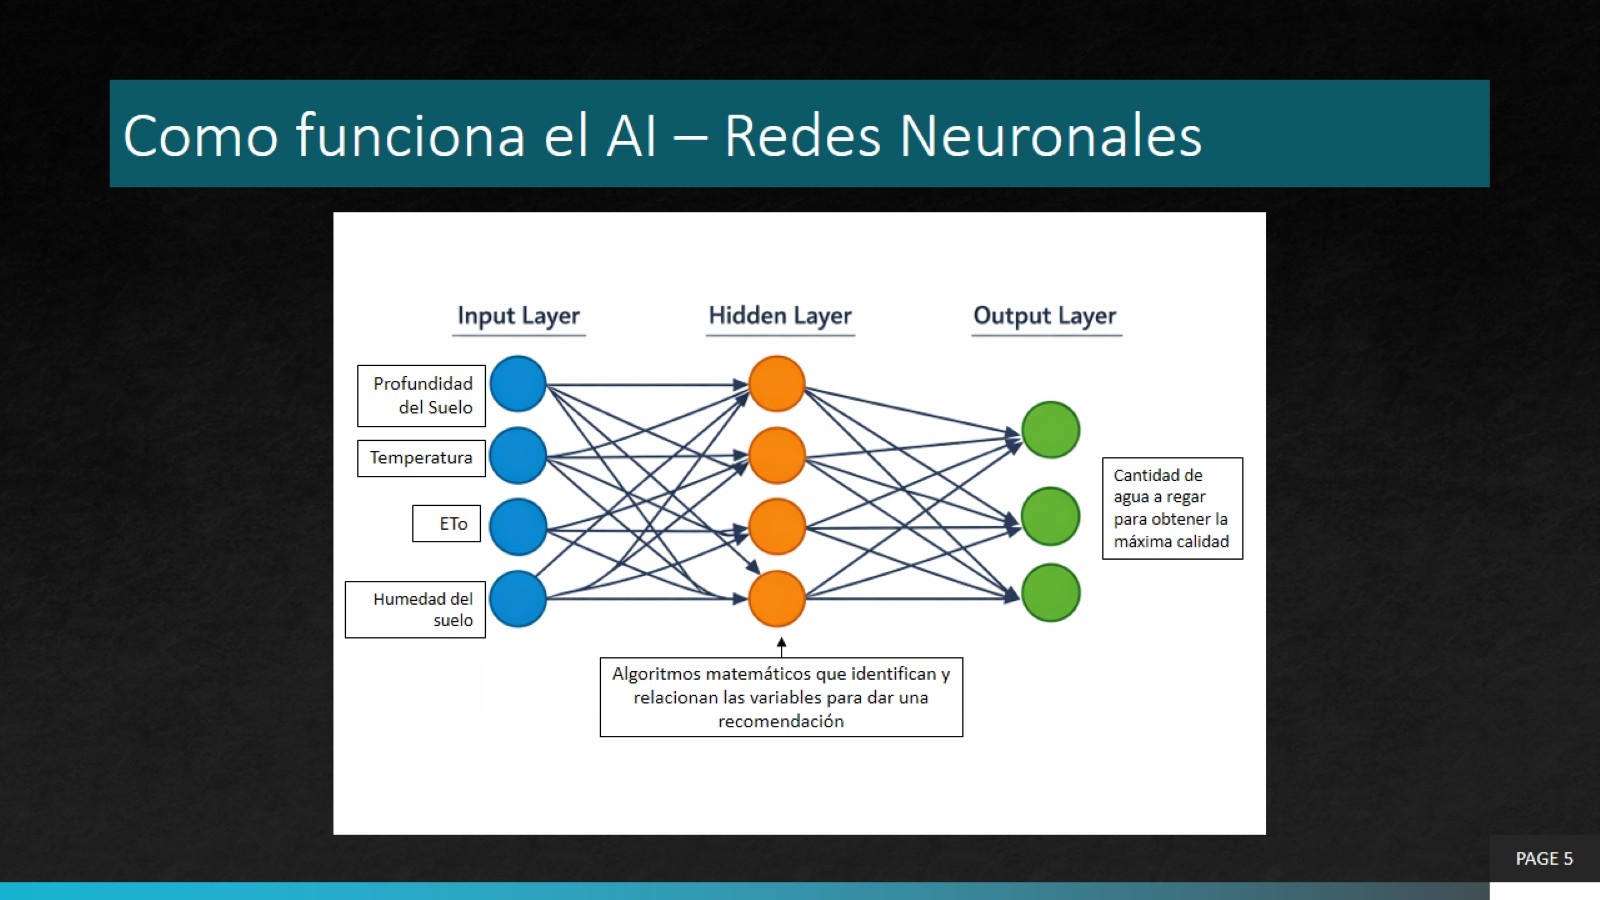 Como funciona el AI – Redes Neuronales
Input Layer
Hidden Layer
Output Layer
Profundidad
del Suelo
Temperatura
ETo
Humedad del
suelo
Cantidad de
agua a regar
para obtener la
máxima calidad
Algoritmos matemáticos que identifican y
relacionan las variables para dar una
recomendación
PAGE 5